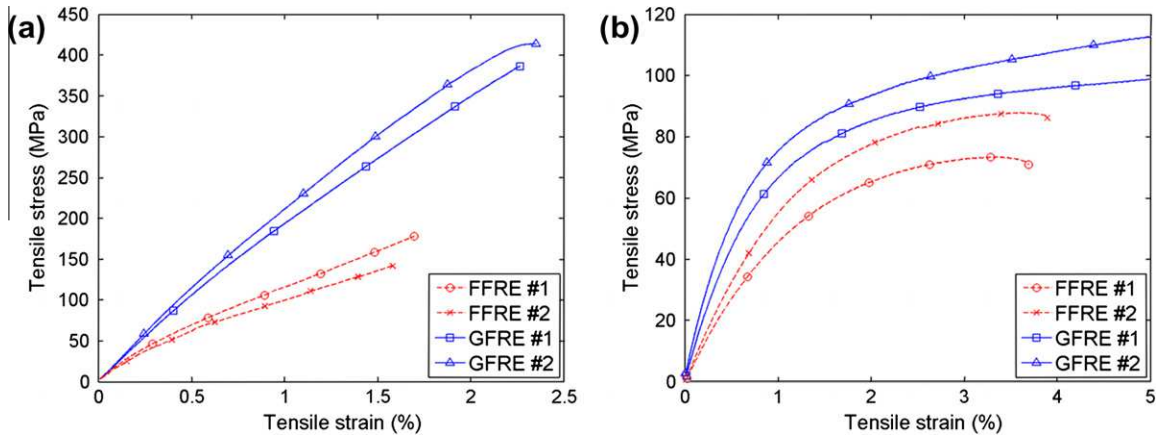 (a)
450
400
350
300
250
200
150
100
50
0
0
0.5
1
1.5
2
2.5
Tensile stress (MPa)
Tensile strain (%)
FFRE #1
FFRE #2
GFRE #1
GFRE #2
(b)
120
100
80
60
40
20
0
0
1
2
3
4
5
Tensile stress (MPa)
Tensile strain (%)
FFRE #1
FFRE #2
GFRE #1
GFRE #2